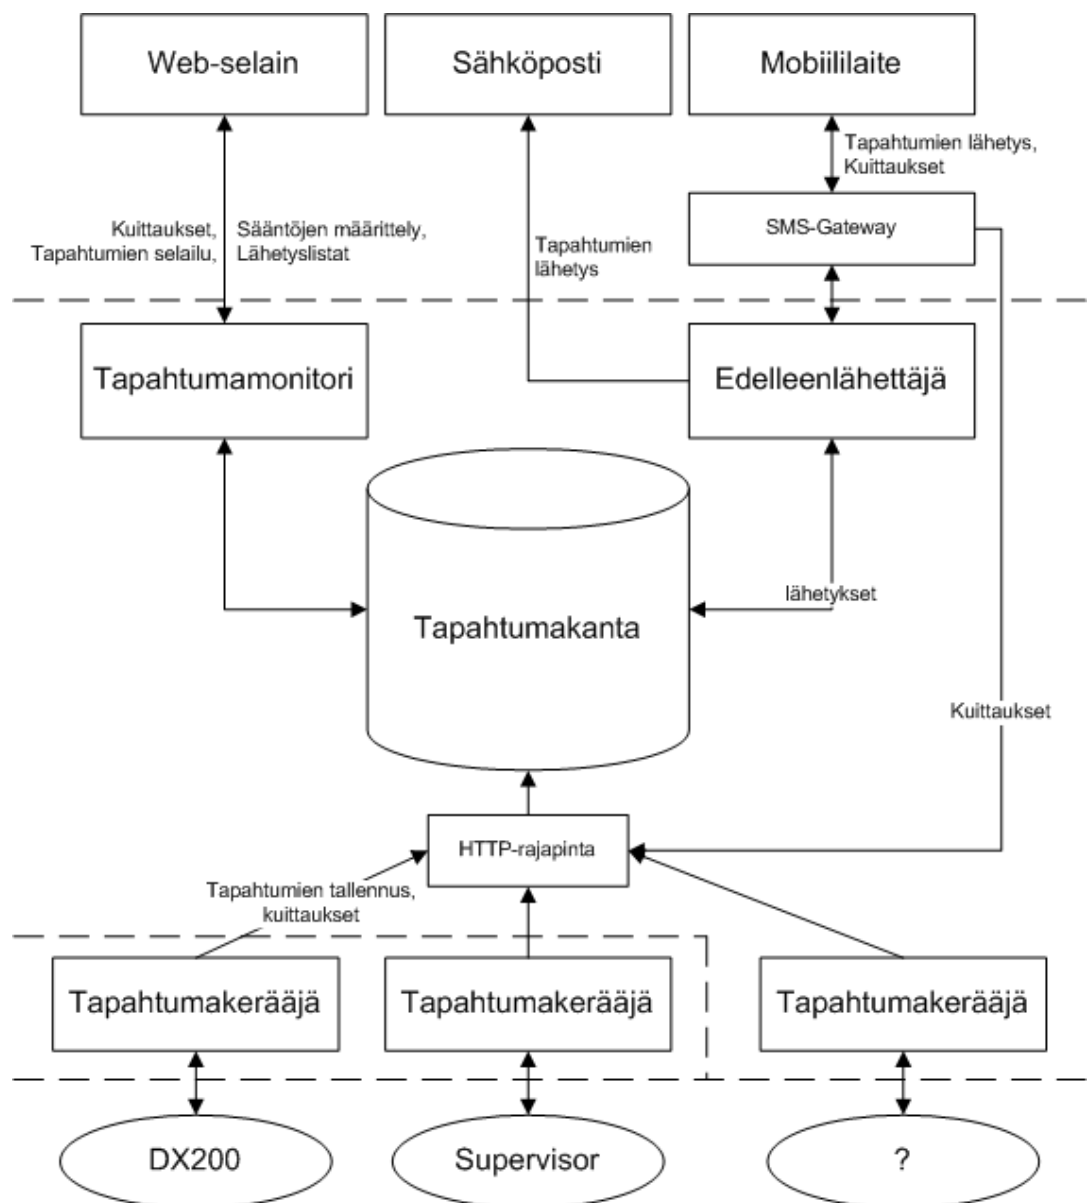 Web-selain
Sähköposti
Mobiililaite
Tapahtumien lähetys,
Kuittaukset
SMS-Gateway
Kuittaukset,
Tapahtumien selailu,
Sääntöjen määrittely,
Lähetyslistat
Tapahtumien
lähetys
Tapahtumamonitori
Edelleenlähettäjä
lähetykset
Tapahtumakanta
Kuittaukset
HTTP-rajapinta
Tapahtumien tallennus,
kuittaukset
Tapahtumakerääjä
Tapahtumakerääjä
Tapahtumakerääjä
DX200
Supervisor
?